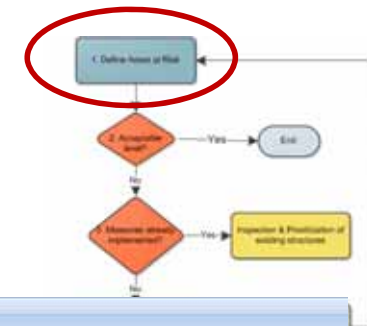 1. Define Areas at Risk
2. Acceptable
level?
Yes
End
No
3. Measures already
implemented?
Yes
Inspection & Prioritization of
existing structures
No